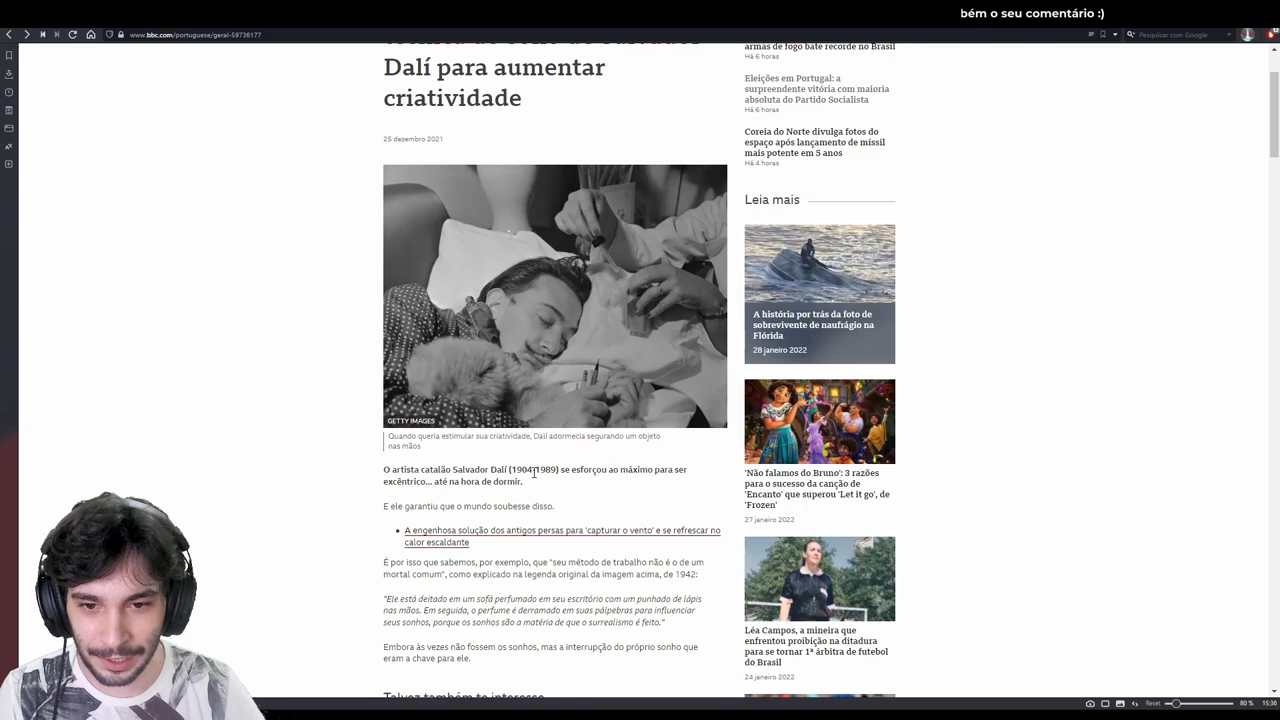 bém o seu comentário :)
www.bbc.com/portuguese/geral-59736177
Pesquisar com Google
Dalí para aumentar
criatividade
25 dezembro 2021
GETTY IMAGES
Quando queria estimular sua criatividade, Dalí adormecia segurando um objeto
nas mãos
O artista catalão Salvador Dalí (1904-1989) se esforçou ao máximo para ser
excêntrico... até na hora de dormir.
E ele garantiu que o mundo soubesse disso.
A engenhosa solução dos antigos persas para 'capturar o vento' e se refrescar no
calor escaldante
É por isso que sabemos, por exemplo, que "seu método de trabalho não é o de um
mortal comum", como explicado na legenda original da imagem acima, de 1942:
"Ele está deitado em um sofá perfumado em seu escritório com um punhado de lápis
nas mãos. Em seguida, o perfume é derramado em suas pálpebras para influenciar
seus sonhos, porque os sonhos são a matéria de que o surrealismo é feito."
Embora às vezes não fossem os sonhos, mas a interrupção do próprio sonho que
eram a chave para ele.
Talvez também te interesse
armas de fogo bate recorde no Brasil
Há 6 horas
Eleições em Portugal: a
surpreendente vitória com maioria
absoluta do Partido Socialista
Há 6 horas
Coreia do Norte divulga fotos do
espaço após lançamento de míssil
mais potente em 5 anos
Há 4 horas
Leia mais
A história por trás da foto de
sobrevivente de naufrágio na
Flórida
28 janeiro 2022
'Não falamos do Bruno': 3 razões
para o sucesso da canção de
'Encanto' que superou 'Let it go', de
'Frozen'
27 janeiro 2022
Léa Campos, a mineira que
enfrentou proibição na ditadura
para se tornar 1ª árbitra de futebol
do Brasil
24 janeiro 2022
Reset
80 %
15:36